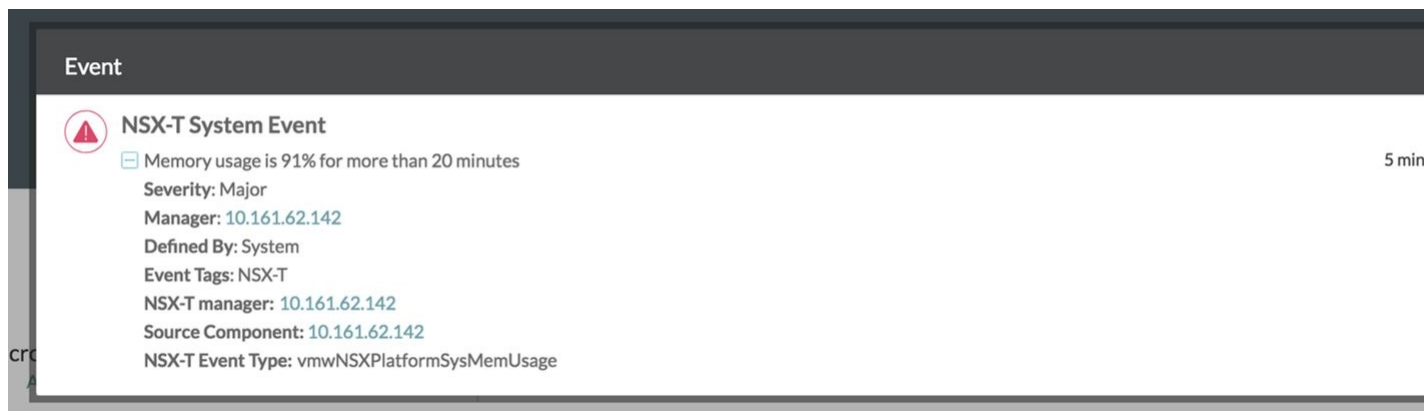 Event
NSX-T System Event
Memory usage is 91% for more than 20 minutes
5 min
Severity: Major
Manager: 10.161.62.142
Defined By: System
Event Tags: NSX-T
NSX-T manager: 10.161.62.142
Source Component: 10.161.62.142
NSX-T Event Type: vmwNSXPlatformSysMemUsage